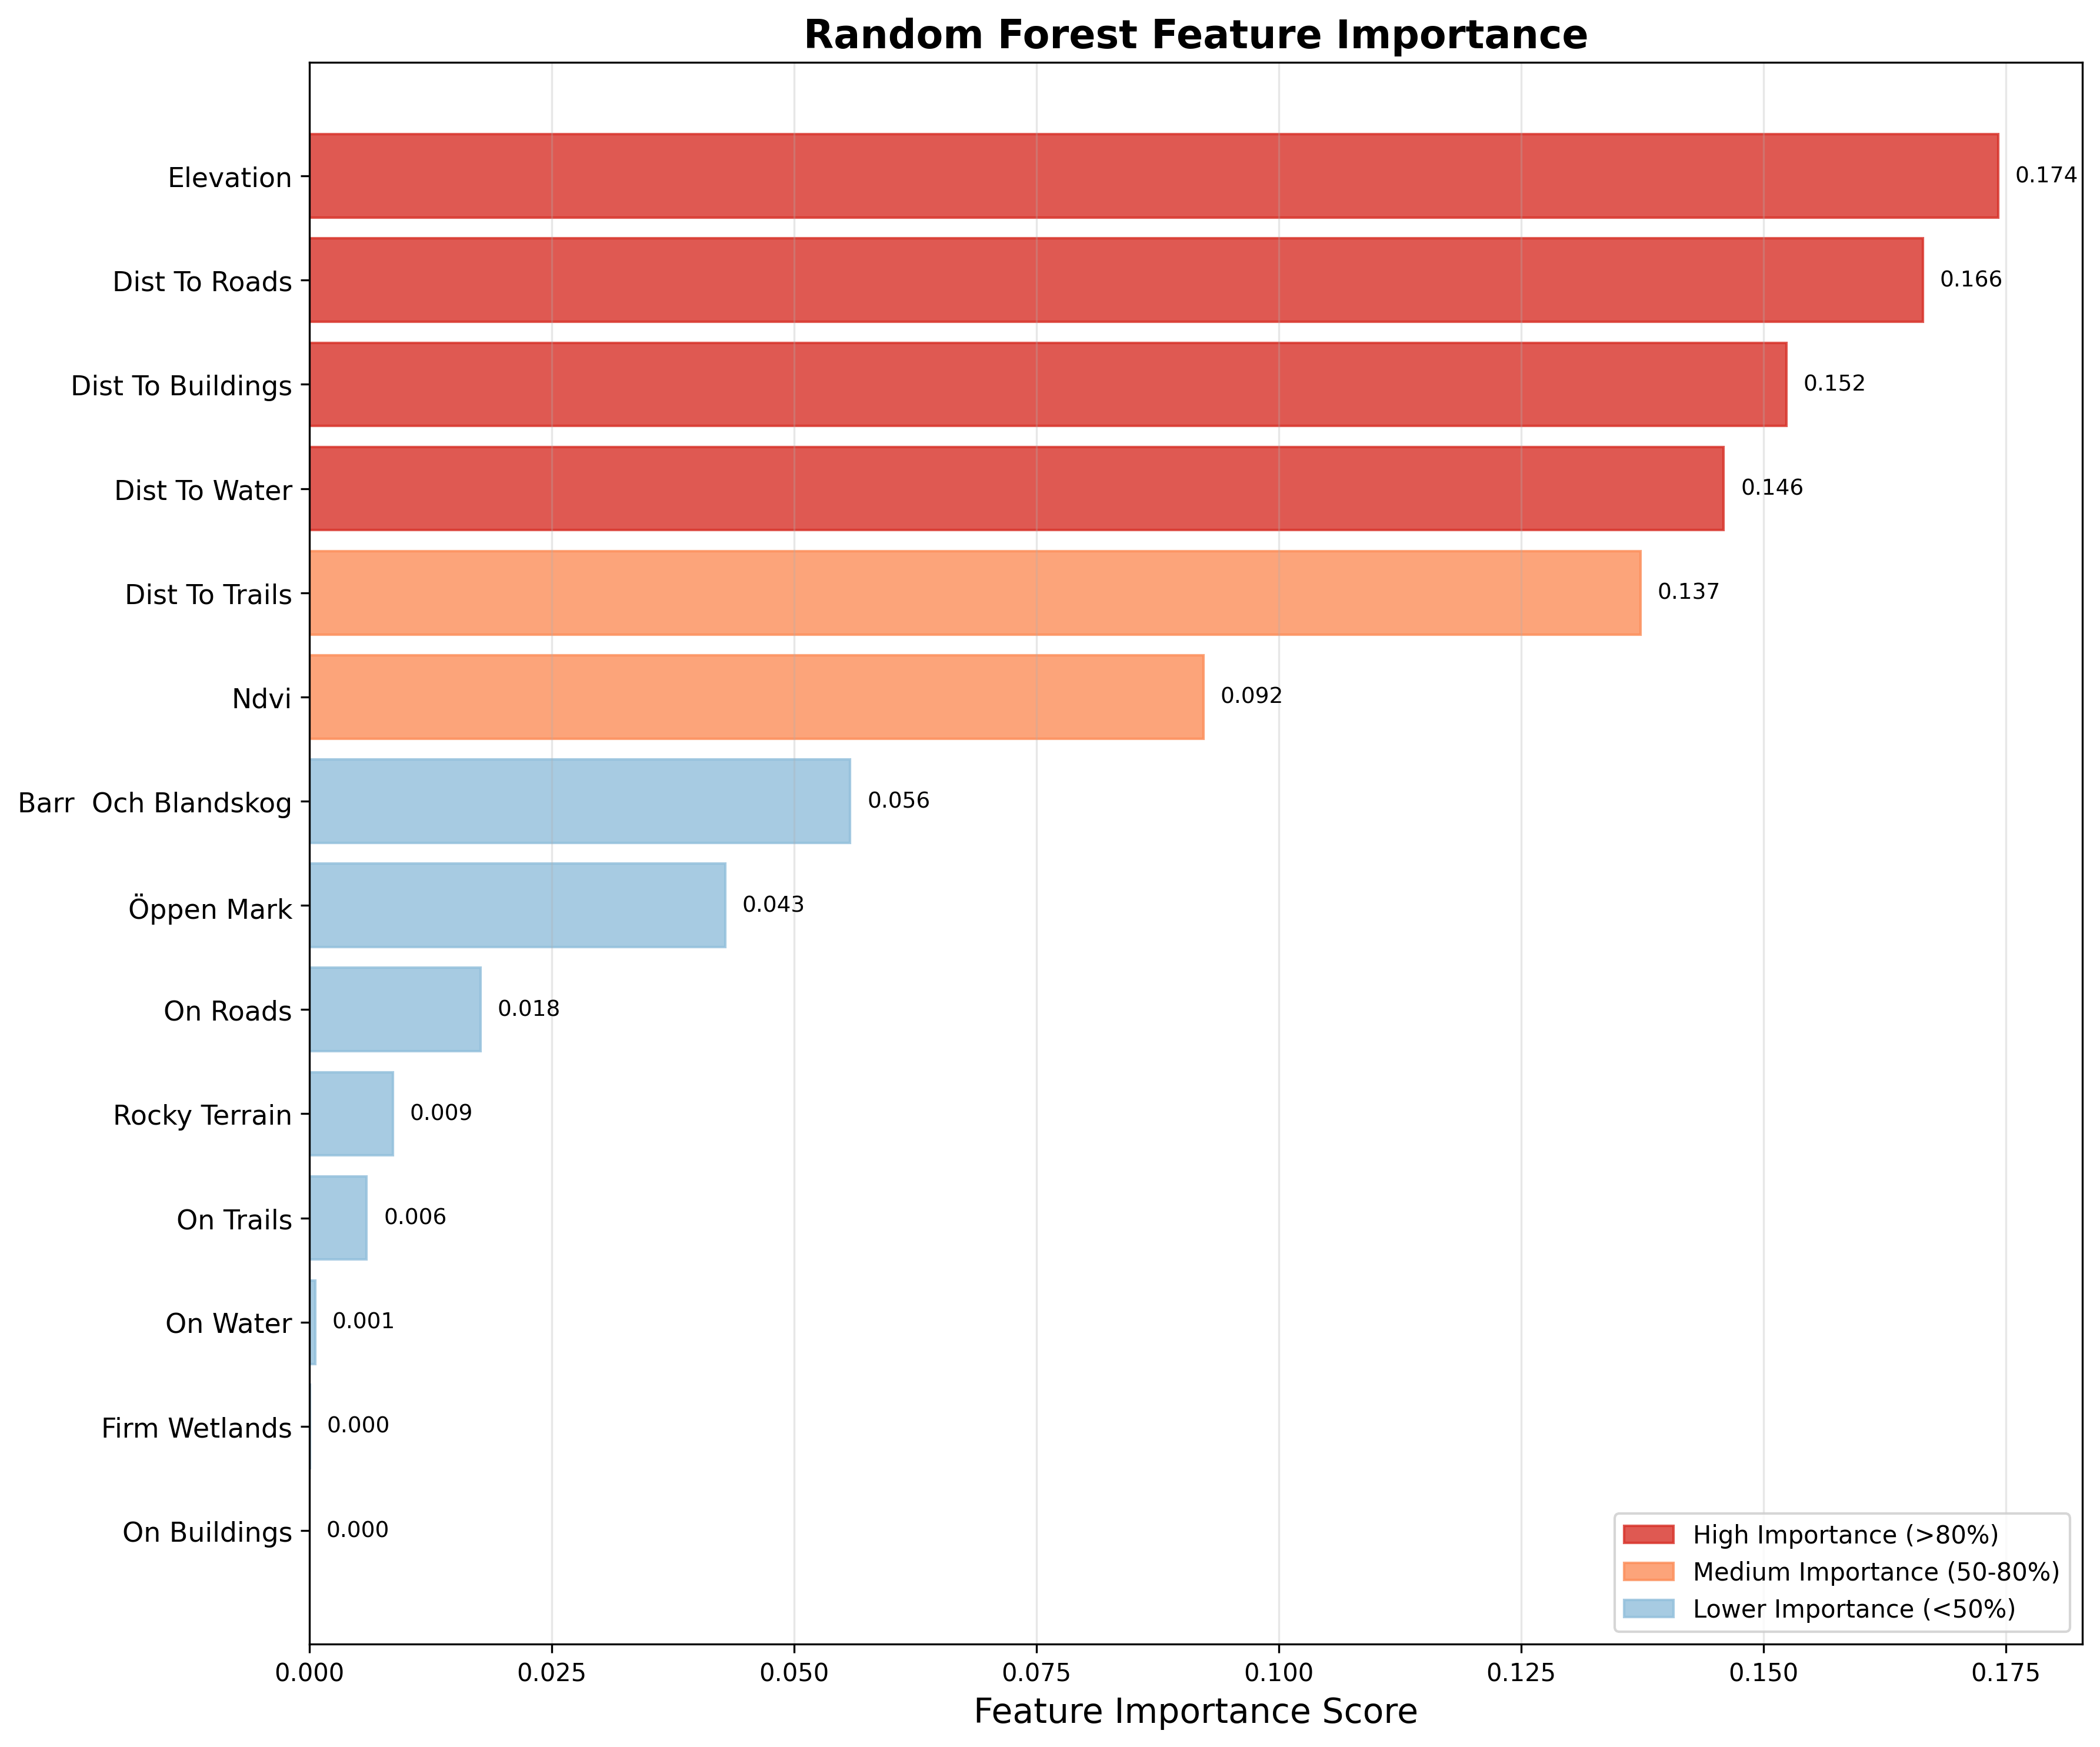 Random Forest Feature Importance
Elevation 0.174
Dist To Roads 0.166
Dist To Buildings 0.152
Dist To Water 0.146
Dist To Trails 0.137
Ndvi 0.092
Barr  Och Blandskog 0.056
Öppen Mark 0.043
On Roads 0.018
Rocky Terrain 0.009
On Trails 0.006
On Water 0.001
Firm Wetlands 0.000
On Buildings 0.000
High Importance (>80%)
Medium Importance (50-80%)
Lower Importance (<50%)
0.000 0.025 0.050 0.075 0.100 0.125 0.150 0.175
Feature Importance Score